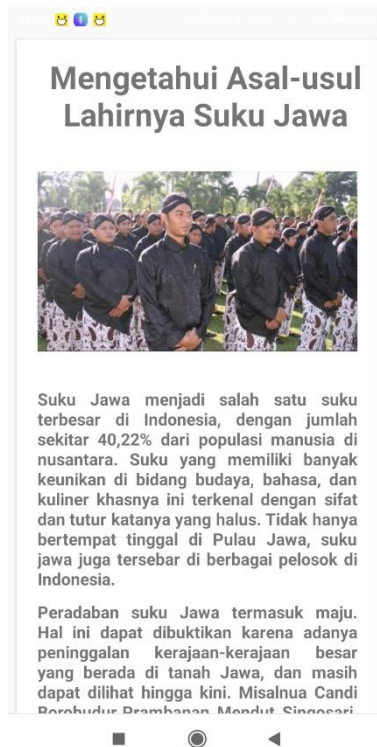 Mengetahui Asal-usul
Lahirnya Suku Jawa
Suku Jawa menjadi salah satu suku
terbesar di Indonesia, dengan jumlah
sekitar 40,22% dari populasi manusia di
nusantara. Suku yang memiliki banyak
keunikan di bidang budaya, bahasa, dan
kuliner khasnya ini terkenal dengan sifat
dan tutur katanya yang halus. Tidak hanya
bertempat tinggal di Pulau Jawa, suku
jawa juga tersebar di berbagai pelosok di
Indonesia.
Peradaban suku Jawa termasuk maju.
Hal ini dapat dibuktikan karena adanya
peninggalan kerajaan-kerajaan besar
yang berada di tanah Jawa, dan masih
dapat dilihat hingga kini. Misalnua Candi
Borobudur Prambanan, Mendut, Singosari,